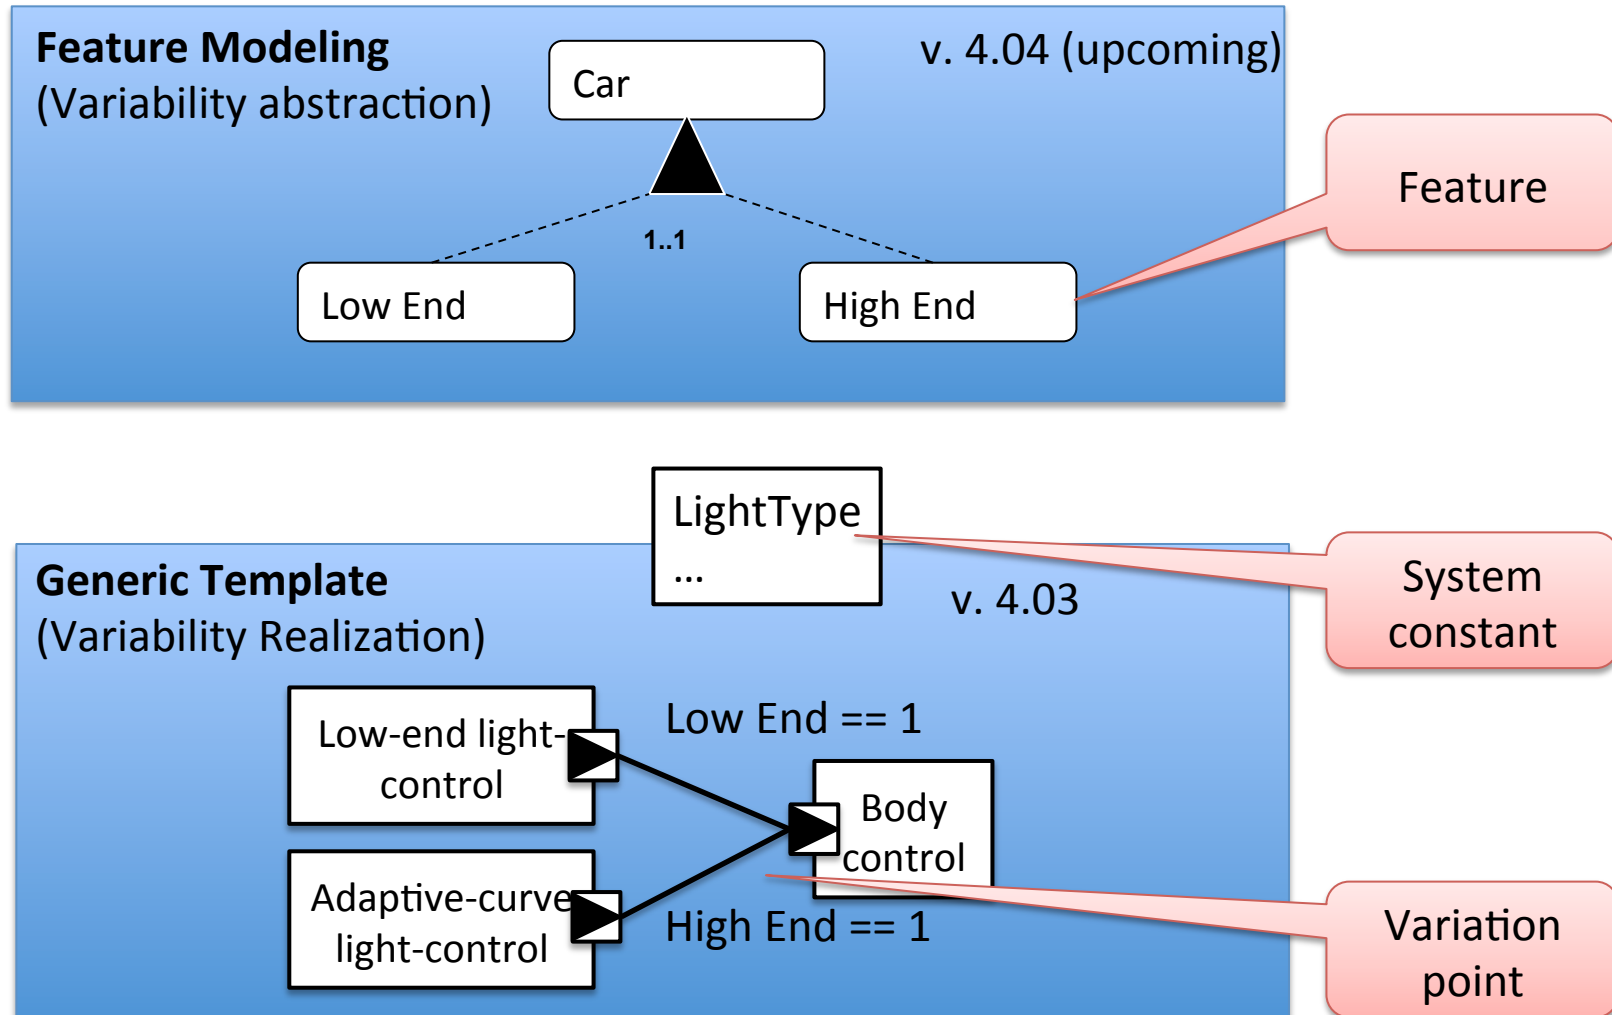 Feature Modeling
(Variability abstraction)
Car
v. 4.04 (upcoming)
Feature
1..1
Low End
High End
LightType
...
Generic Template
(Variability Realization)
v. 4.03
System
constant
Low-end light-
control
Low End == 1
Body
control
Adaptive-curve
light-control
High End == 1
Variation
point